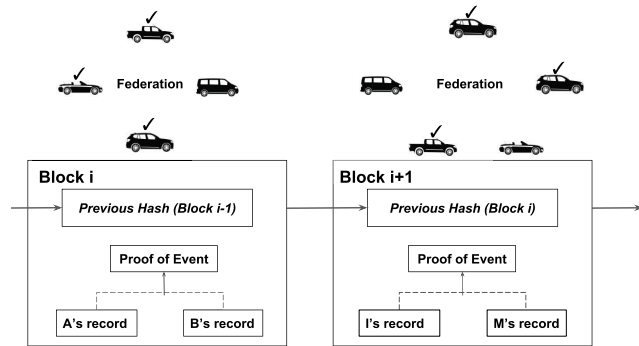 Federation
Federation
Block i
Previous Hash (Block i-1)
Proof of Event
A's record
B's record
Block i+1
Previous Hash (Block i)
Proof of Event
I's record
M's record